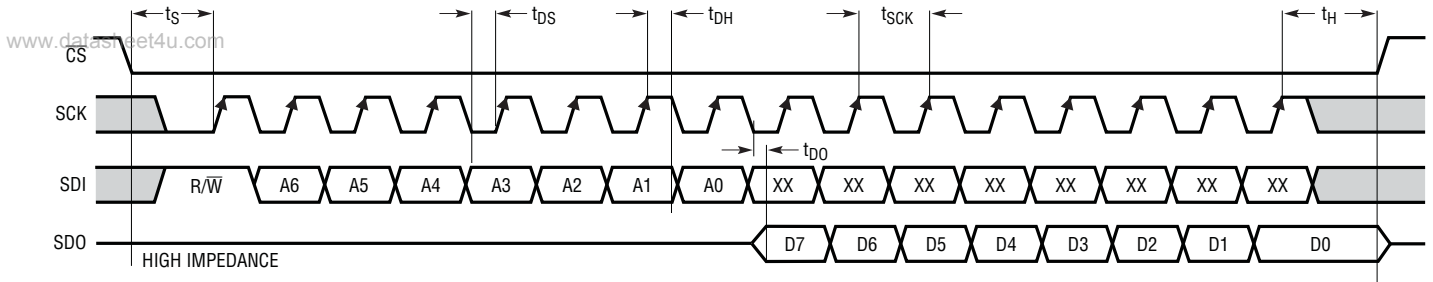 tS tDS tDH tSCK tH
www.datasheet4u.com
CS
SCK
tDO
SDI R/W A6 A5 A4 A3 A2 A1 A0 XX XX XX XX XX XX XX XX
SDO D7 D6 D5 D4 D3 D2 D1 D0
HIGH IMPEDANCE